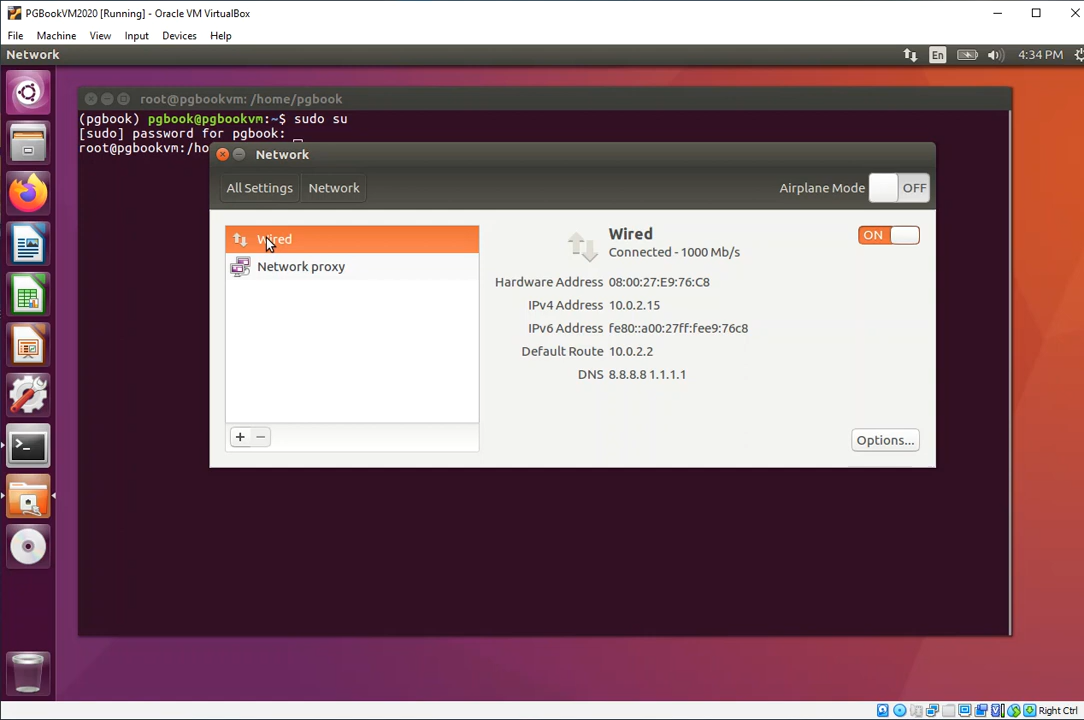 PGBookVM2020 [Running] - Oracle VM VirtualBox
File Machine View Input Devices Help
Network En 4:34 PM
root@pgbookvm: /home/pgbook
(pgbook) pgbook@pgbookvm:~$ sudo su
[sudo] password for pgbook:
root@pgbookvm:/ho
Network
All Settings Network Airplane Mode OFF
Wired
Network proxy
Wired
Connected - 1000 Mb/s
ON
Hardware Address 08:00:27:E9:76:C8
IPv4 Address 10.0.2.15
IPv6 Address fe80::a00:27ff:fee9:76c8
Default Route 10.0.2.2
DNS 8.8.8.8 1.1.1.1
+ −
Options...
Right Ctrl